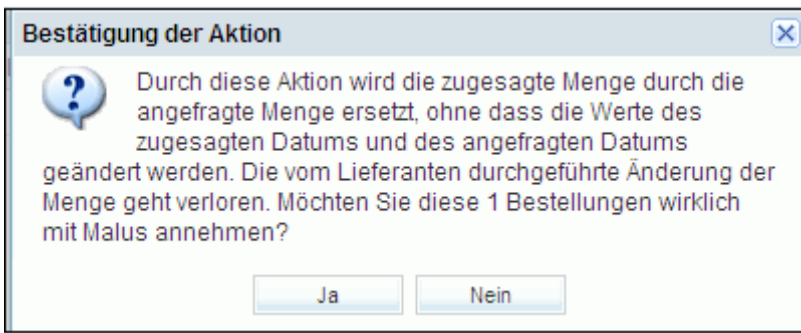 Bestätigung der Aktion
Durch diese Aktion wird die zugesagte Menge durch die
angefragte Menge ersetzt, ohne dass die Werte des
zugesagten Datums und des angefragten Datums
geändert werden. Die vom Lieferanten durchgeführte Änderung der
Menge geht verloren. Möchten Sie diese 1 Bestellungen wirklich
mit Malus annehmen?
Ja
Nein